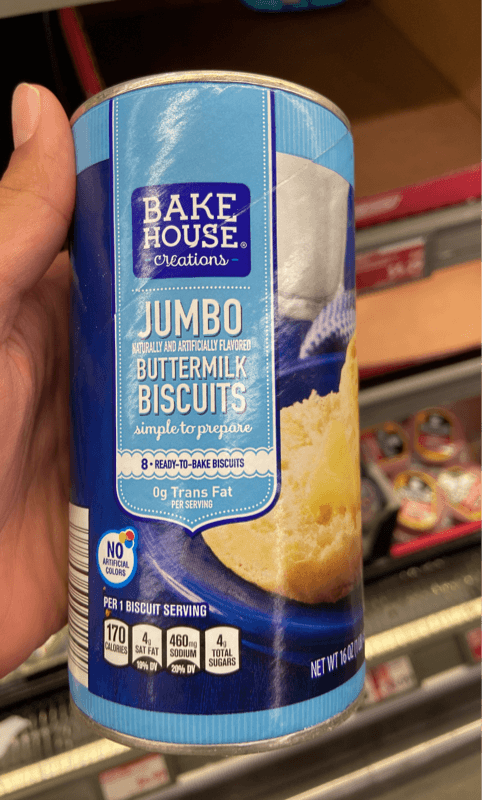 BAKE
HOUSE®
creations
JUMBO
NATURALLY AND ARTIFICIALLY FLAVORED
BUTTERMILK
BISCUITS
simple to prepare
8 • READY-TO-BAKE BISCUITS
0g Trans Fat
PER SERVING
NO
ARTIFICIAL
COLORS
PER 1 BISCUIT SERVING
170 CALORIES
4g SAT FAT 19% DV
460mg SODIUM 20% DV
4g TOTAL SUGARS
NET WT 16 OZ